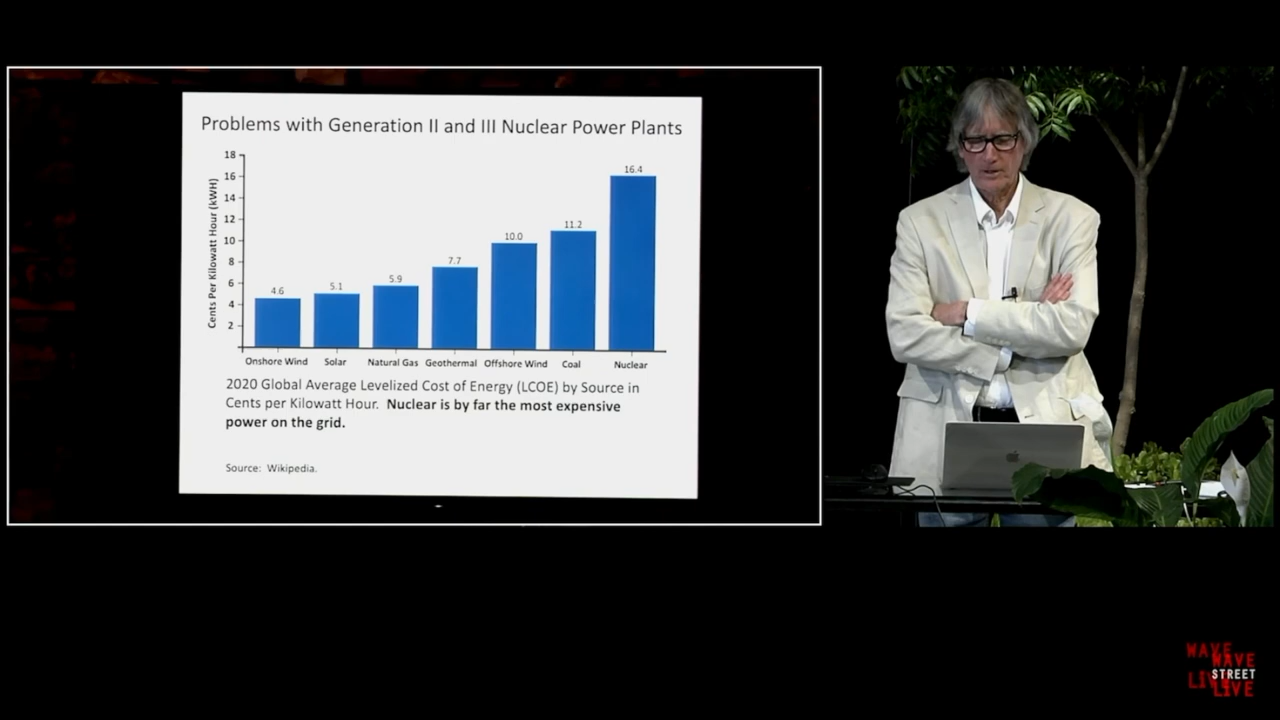 Problems with Generation II and III Nuclear Power Plants
Cents Per Kilowatt Hour (kWH)
18
16
14
12
10
8
6
4
2
4.6
5.1
5.9
7.7
10.0
11.2
16.4
Onshore Wind
Solar
Natural Gas
Geothermal
Offshore Wind
Coal
Nuclear
2020 Global Average Levelized Cost of Energy (LCOE) by Source in
Cents per Kilowatt Hour. Nuclear is by far the most expensive
power on the grid.
Source: Wikipedia.
WAVE
WAVE
STREET
LIVE
LIVE